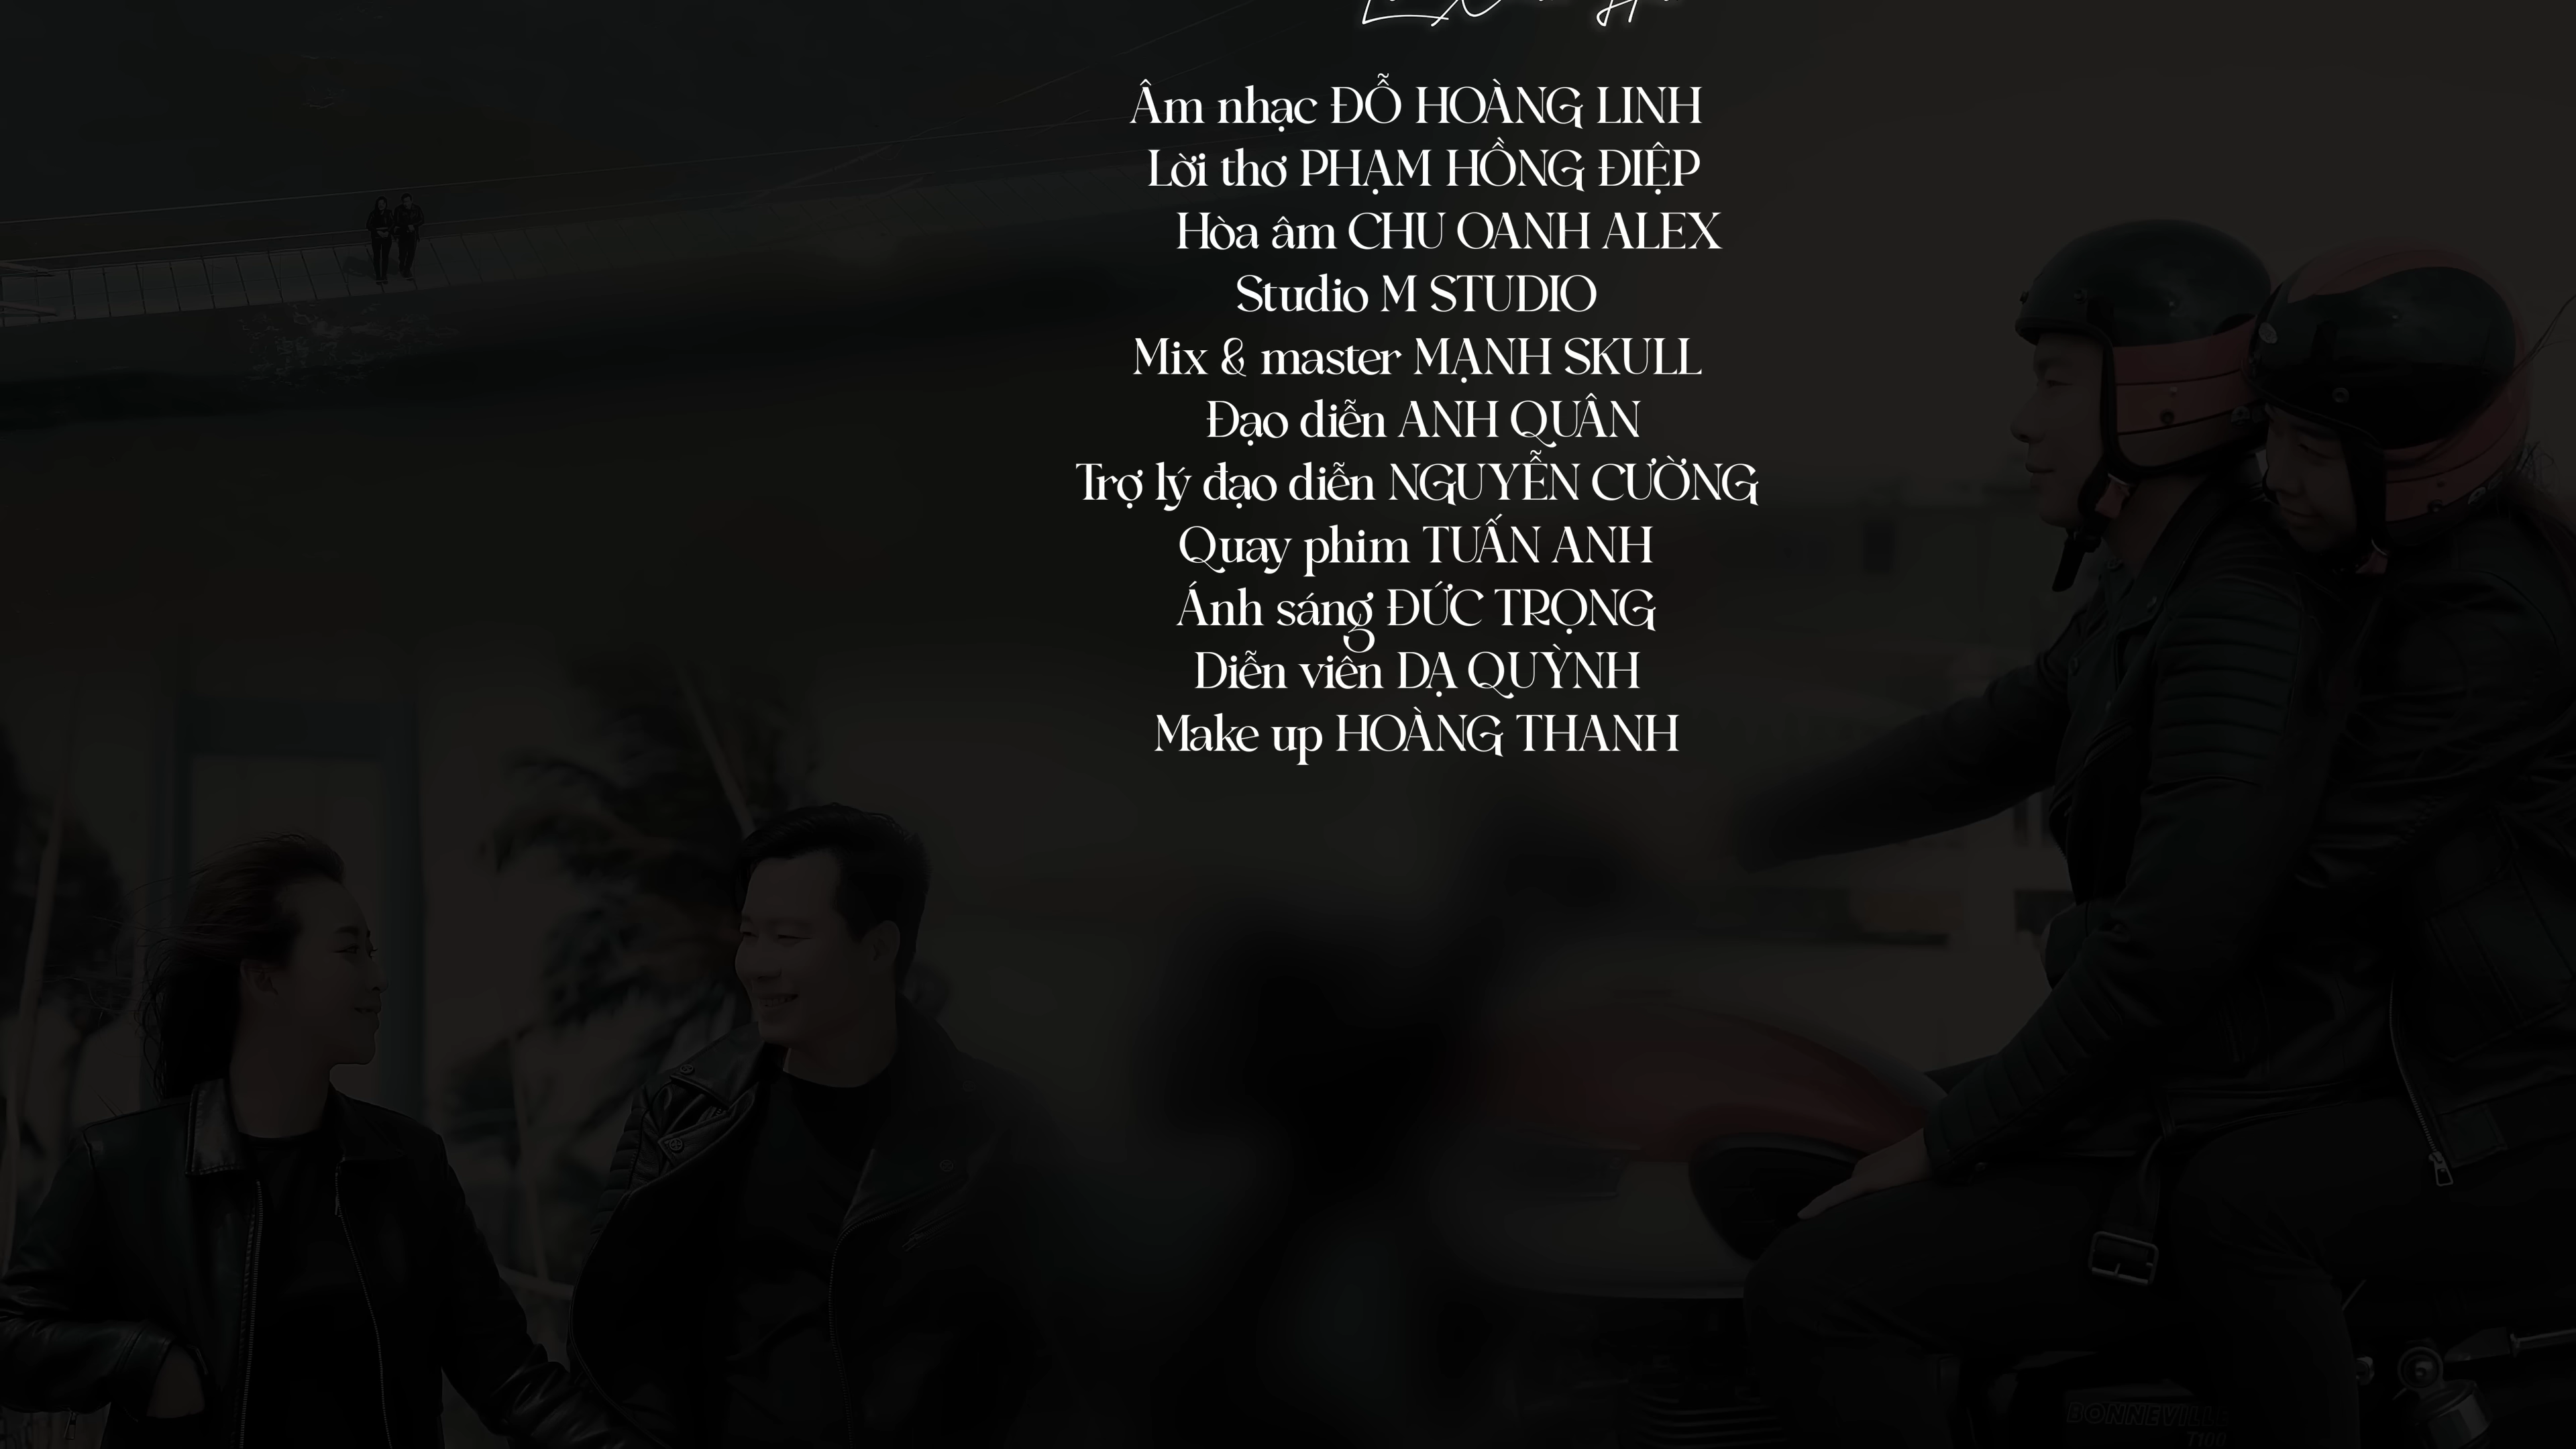 Âm nhạc ĐỖ HOÀNG LINH
Lời thơ PHẠM HỒNG ĐIỆP
Hòa âm CHU OANH ALEX
Studio M STUDIO
Mix & master MẠNH SKULL
Đạo diễn ANH QUÂN
Trợ lý đạo diễn NGUYỄN CƯỜNG
Quay phim TUẤN ANH
Ánh sáng ĐỨC TRỌNG
Diễn viên DẠ QUỲNH
Make up HOÀNG THANH
BONNEVILLE
T100